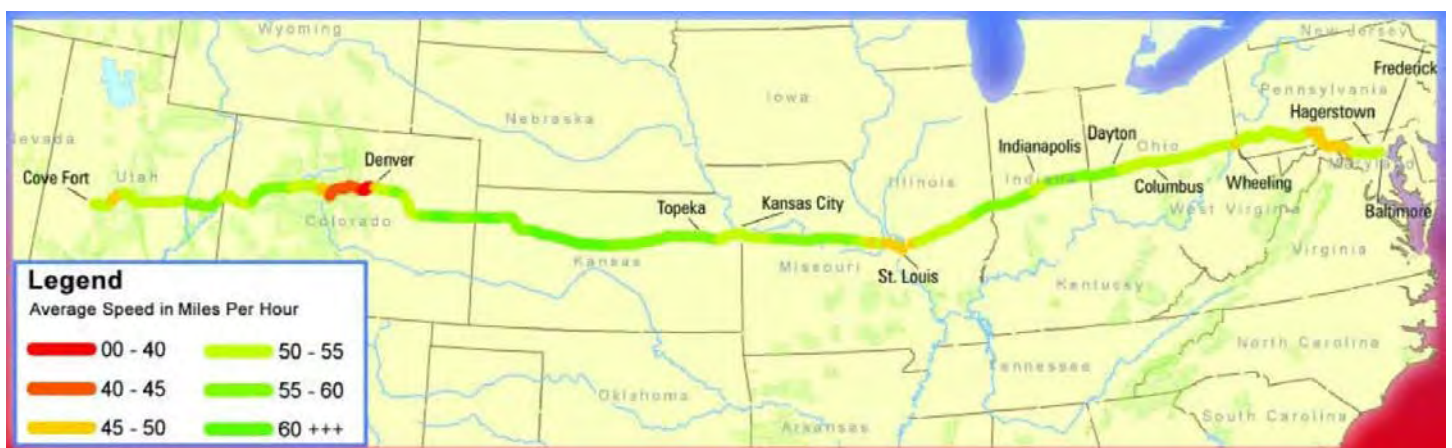 Wyoming
New Jersey
Frederick
Iowa
Pennsylvania
Nebraska
Hagerstown
Nevada
Denver
Indianapolis
Dayton
Ohio
Maryland
Cove Fort
Utah
Illinois
Indiana
Columbus
Wheeling
Topeka
Kansas City
West Virginia
Baltimore
Colorado
Kansas
Missouri
St. Louis
Virginia
Kentucky
Legend
Average Speed in Miles Per Hour
00 - 40
50 - 55
40 - 45
55 - 60
45 - 50
60 +++
Oklahoma
Tennessee
North Carolina
Arkansas
South Carolina